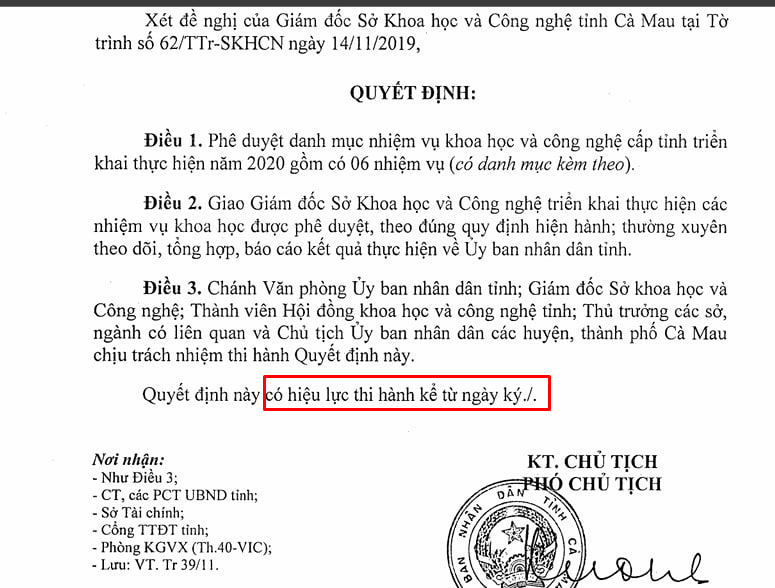 Xét đề nghị của Giám đốc Sở Khoa học và Công nghệ tỉnh Cà Mau tại Tờ
trình số 62/TTr-SKHCN ngày 14/11/2019,
QUYẾT ĐỊNH:
Điều 1. Phê duyệt danh mục nhiệm vụ khoa học và công nghệ cấp tỉnh triển
khai thực hiện năm 2020 gồm có 06 nhiệm vụ (có danh mục kèm theo).
Điều 2. Giao Giám đốc Sở Khoa học và Công nghệ triển khai thực hiện các
nhiệm vụ khoa học được phê duyệt, theo đúng quy định hiện hành; thường xuyên
theo dõi, tổng hợp, báo cáo kết quả thực hiện về Ủy ban nhân dân tỉnh.
Điều 3. Chánh Văn phòng Ủy ban nhân dân tỉnh; Giám đốc Sở khoa học và
Công nghệ; Thành viên Hội đồng khoa học và công nghệ tỉnh; Thủ trưởng các sở,
ngành có liên quan và Chủ tịch Ủy ban nhân dân các huyện, thành phố Cà Mau
chịu trách nhiệm thi hành Quyết định này.
Quyết định này có hiệu lực thi hành kể từ ngày ký./.
Nơi nhận:
- Như Điều 3;
- CT, các PCT UBND tỉnh;
- Sở Tài chính;
- Cổng TTĐT tỉnh;
- Phòng KGVX (Th.40-VIC);
- Lưu: VT. Tr 39/11.
KT. CHỦ TỊCH
PHÓ CHỦ TỊCH
BAN NHÂN DÂN TỈNH CÀ